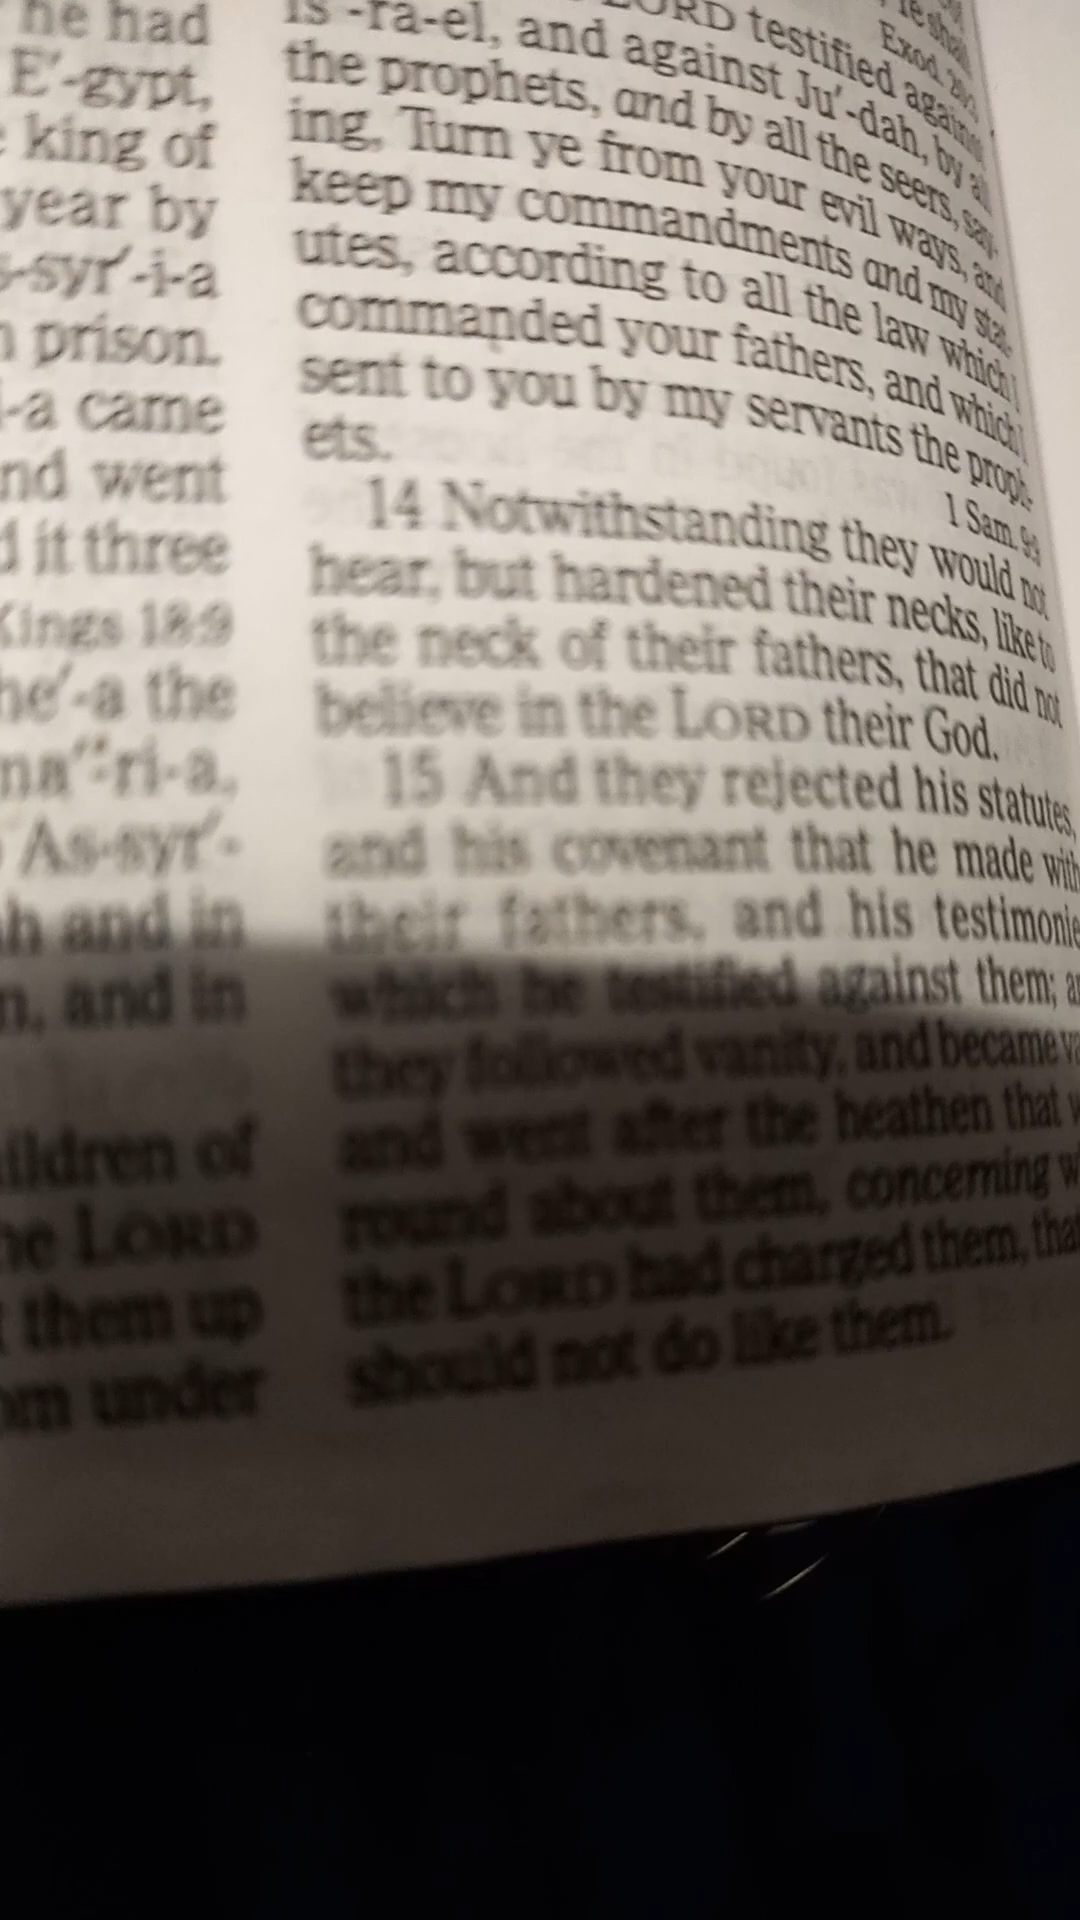 he had
E'-gypt,
king of
year by
-syr'-i-a
prison.
-a came
nd went
it three
Kings 18:9
he'-a the
ri-a,
As-syr'-
h and in
n, and in
ildren of
he LORD
them up
om under
LORD testified against
Is-ra-el, and against Ju'-dah, by all
the prophets, and by all the seers, say-
ing, Turn ye from your evil ways, and
keep my commandments and my stat-
utes, according to all the law which I
commanded your fathers, and which I
sent to you by my servants the proph-
ets.
1 Sam. 9:9
14 Notwithstanding they would not
hear, but hardened their necks, like to
the neck of their fathers, that did not
believe in the LORD their God.
15 And they rejected his statutes,
and his covenant that he made with
their fathers, and his testimonie
which he testified against them; a
they followed vanity, and became va
and went after the heathen that w
round about them, concerning w
the LORD had charged them, that
should not do like them.